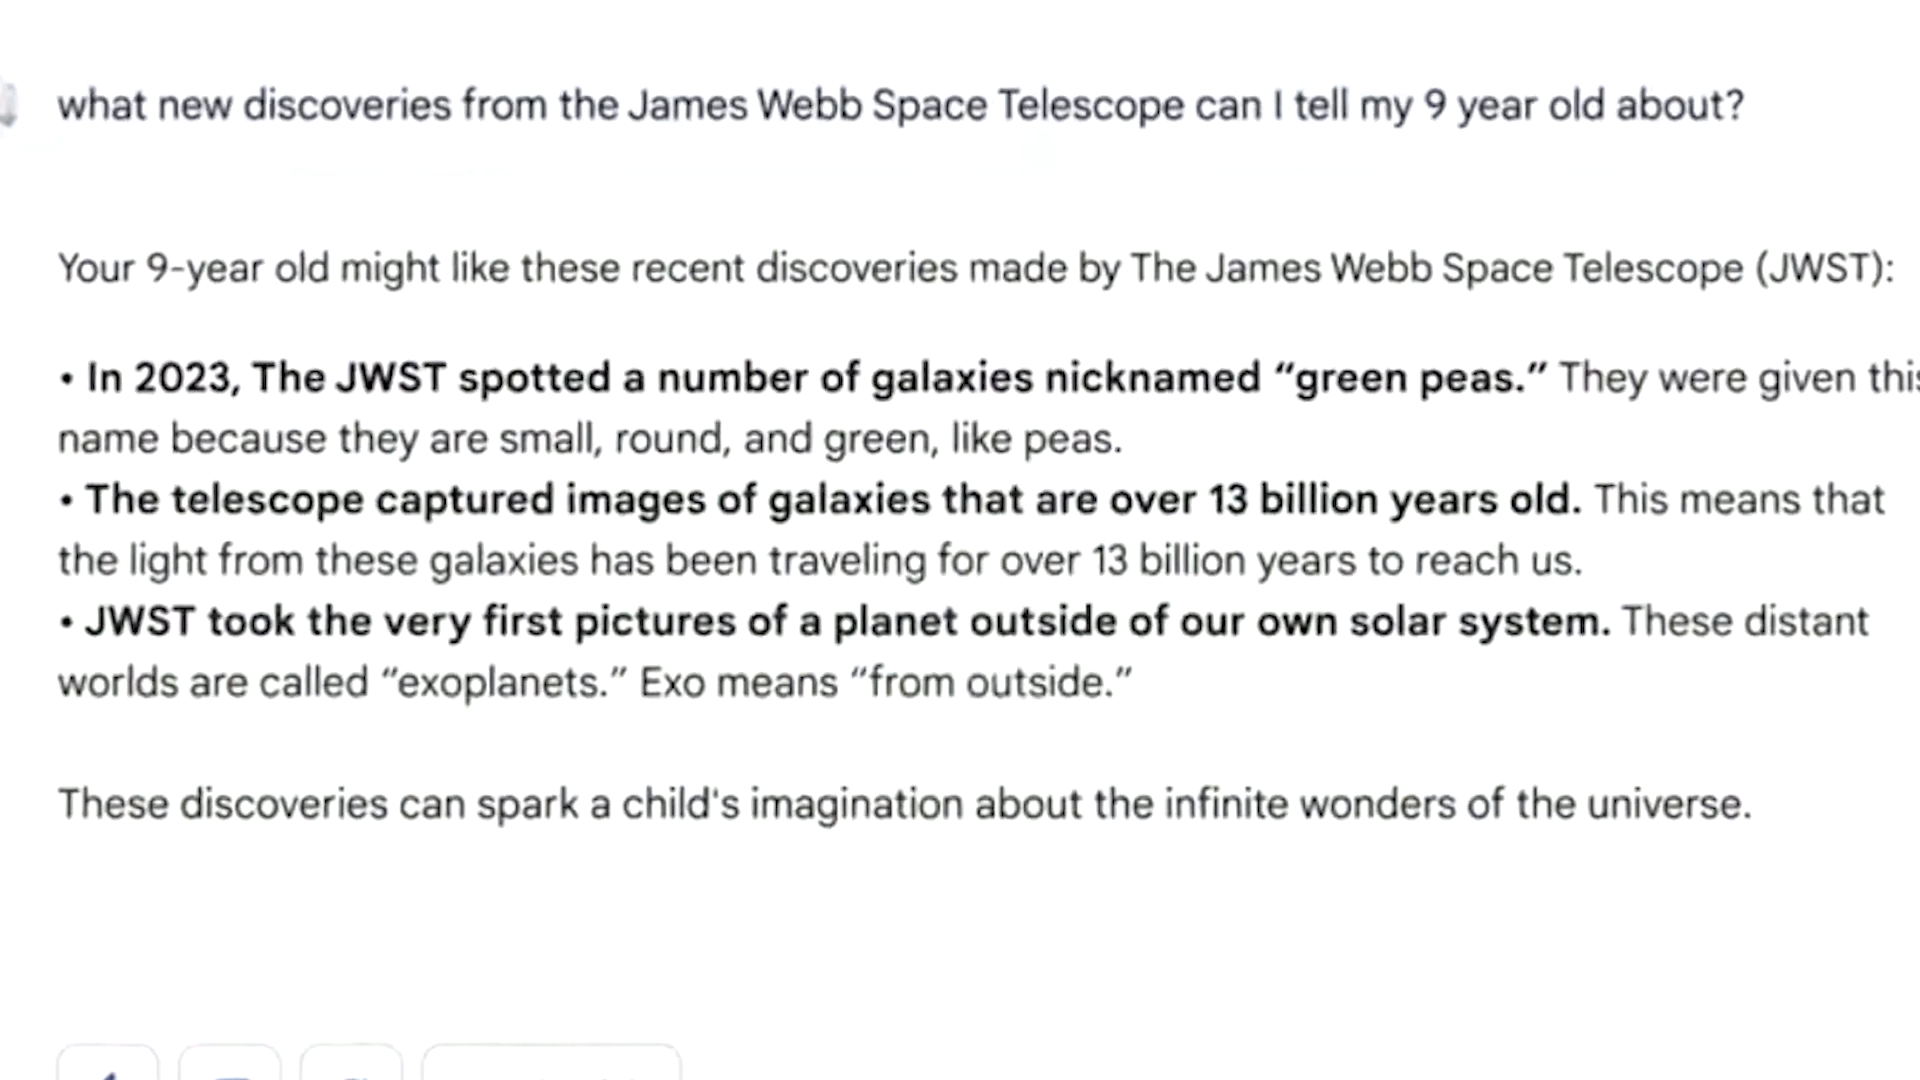 what new discoveries from the James Webb Space Telescope can I tell my 9 year old about?
Your 9-year old might like these recent discoveries made by The James Webb Space Telescope (JWST):
• In 2023, The JWST spotted a number of galaxies nicknamed “green peas.” They were given this
name because they are small, round, and green, like peas.
• The telescope captured images of galaxies that are over 13 billion years old. This means that
the light from these galaxies has been traveling for over 13 billion years to reach us.
• JWST took the very first pictures of a planet outside of our own solar system. These distant
worlds are called “exoplanets.” Exo means “from outside.”
These discoveries can spark a child's imagination about the infinite wonders of the universe.